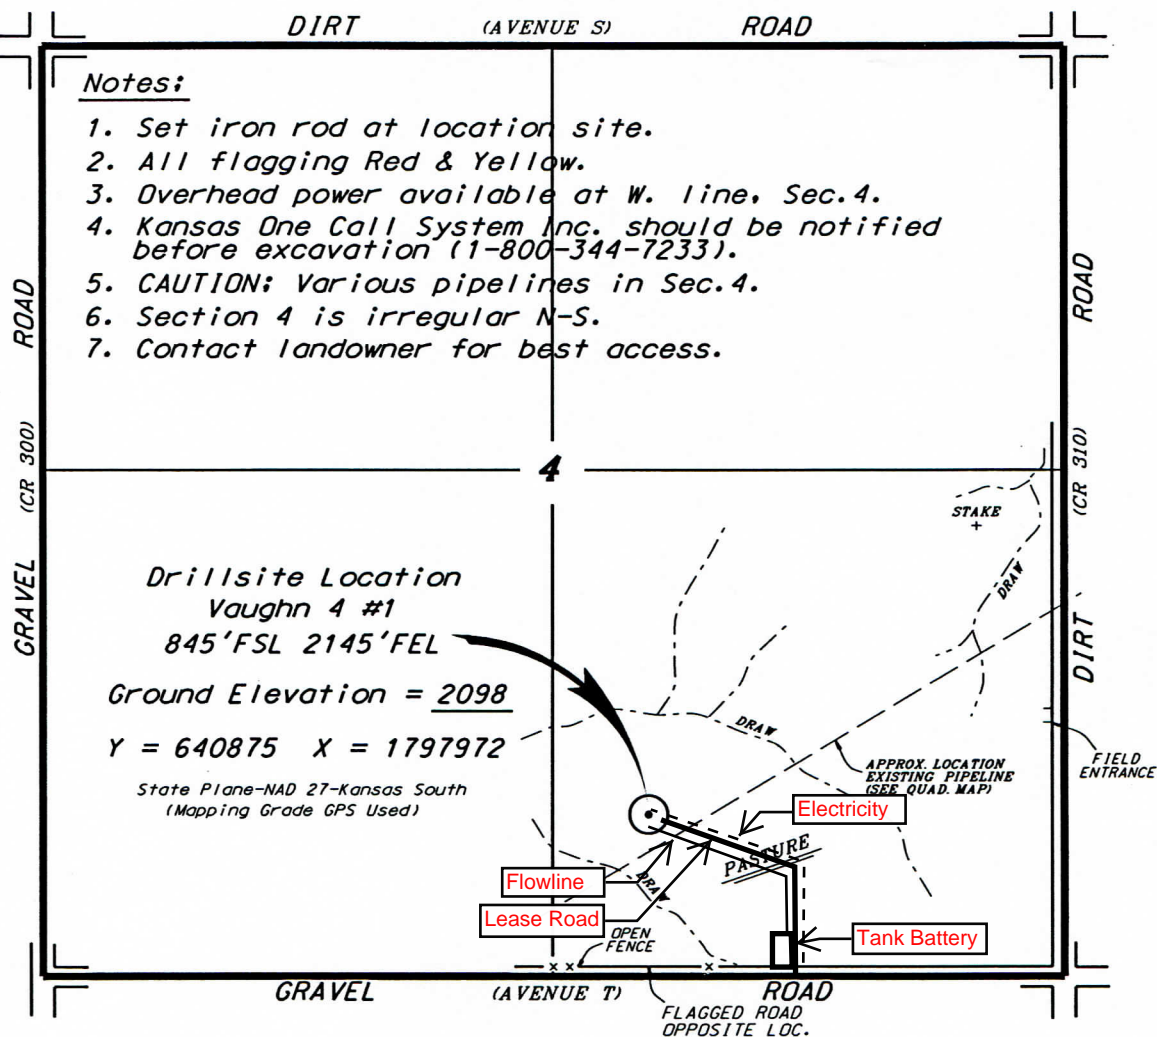 DIRT (AVENUE S) ROAD
Notes:
1. Set iron rod at location site.
2. All flagging Red & Yellow.
3. Overhead power available at W. line, Sec.4.
4. Kansas One Call System Inc. should be notified
before excavation (1-800-344-7233).
5. CAUTION: Various pipelines in Sec.4.
6. Section 4 is irregular N-S.
7. Contact landowner for best access.
GRAVEL (CR 300) ROAD
DIRT (CR 310) ROAD
4
STAKE
DRAW
Drillsite Location
Vaughn 4 #1
845'FSL 2145'FEL
Ground Elevation = 2098
Y = 640875 X = 1797972
State Plane-NAD 27-Kansas South
(Mapping Grade GPS Used)
DRAW
APPROX. LOCATION
EXISTING PIPELINE
(SEE QUAD. MAP)
FIELD
ENTRANCE
Electricity
PASTURE
Flowline
DRAW
Lease Road
OPEN
FENCE
Tank Battery
GRAVEL (AVENUE T) ROAD
FLAGGED ROAD
OPPOSITE LOC.